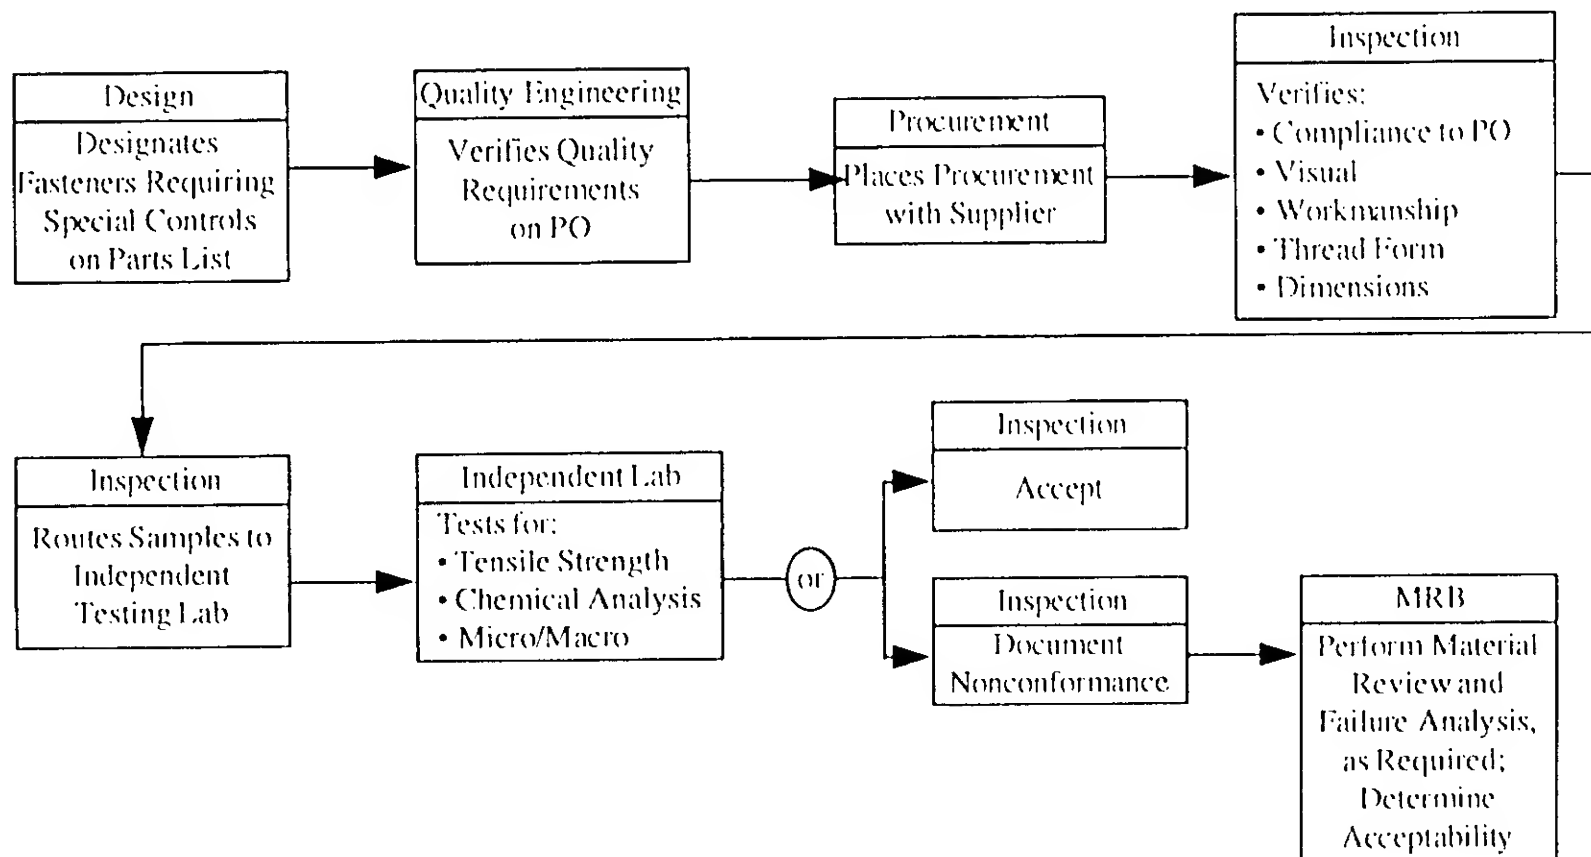 Design
Designates
Fasteners Requiring
Special Controls
on Parts List
Quality Engineering
Verifies Quality
Requirements
on PO
Procurement
Places Procurement
with Supplier
Inspection
Verifies:
• Compliance to PO
• Visual
• Workmanship
• Thread Form
• Dimensions
Inspection
Routes Samples to
Independent
Testing Lab
Independent Lab
Tests for:
• Tensile Strength
• Chemical Analysis
• Micro/Macro
or
Inspection
Accept
Inspection
Document
Nonconformance
MRB
Perform Material
Review and
Failure Analysis,
as Required;
Determine
Acceptability